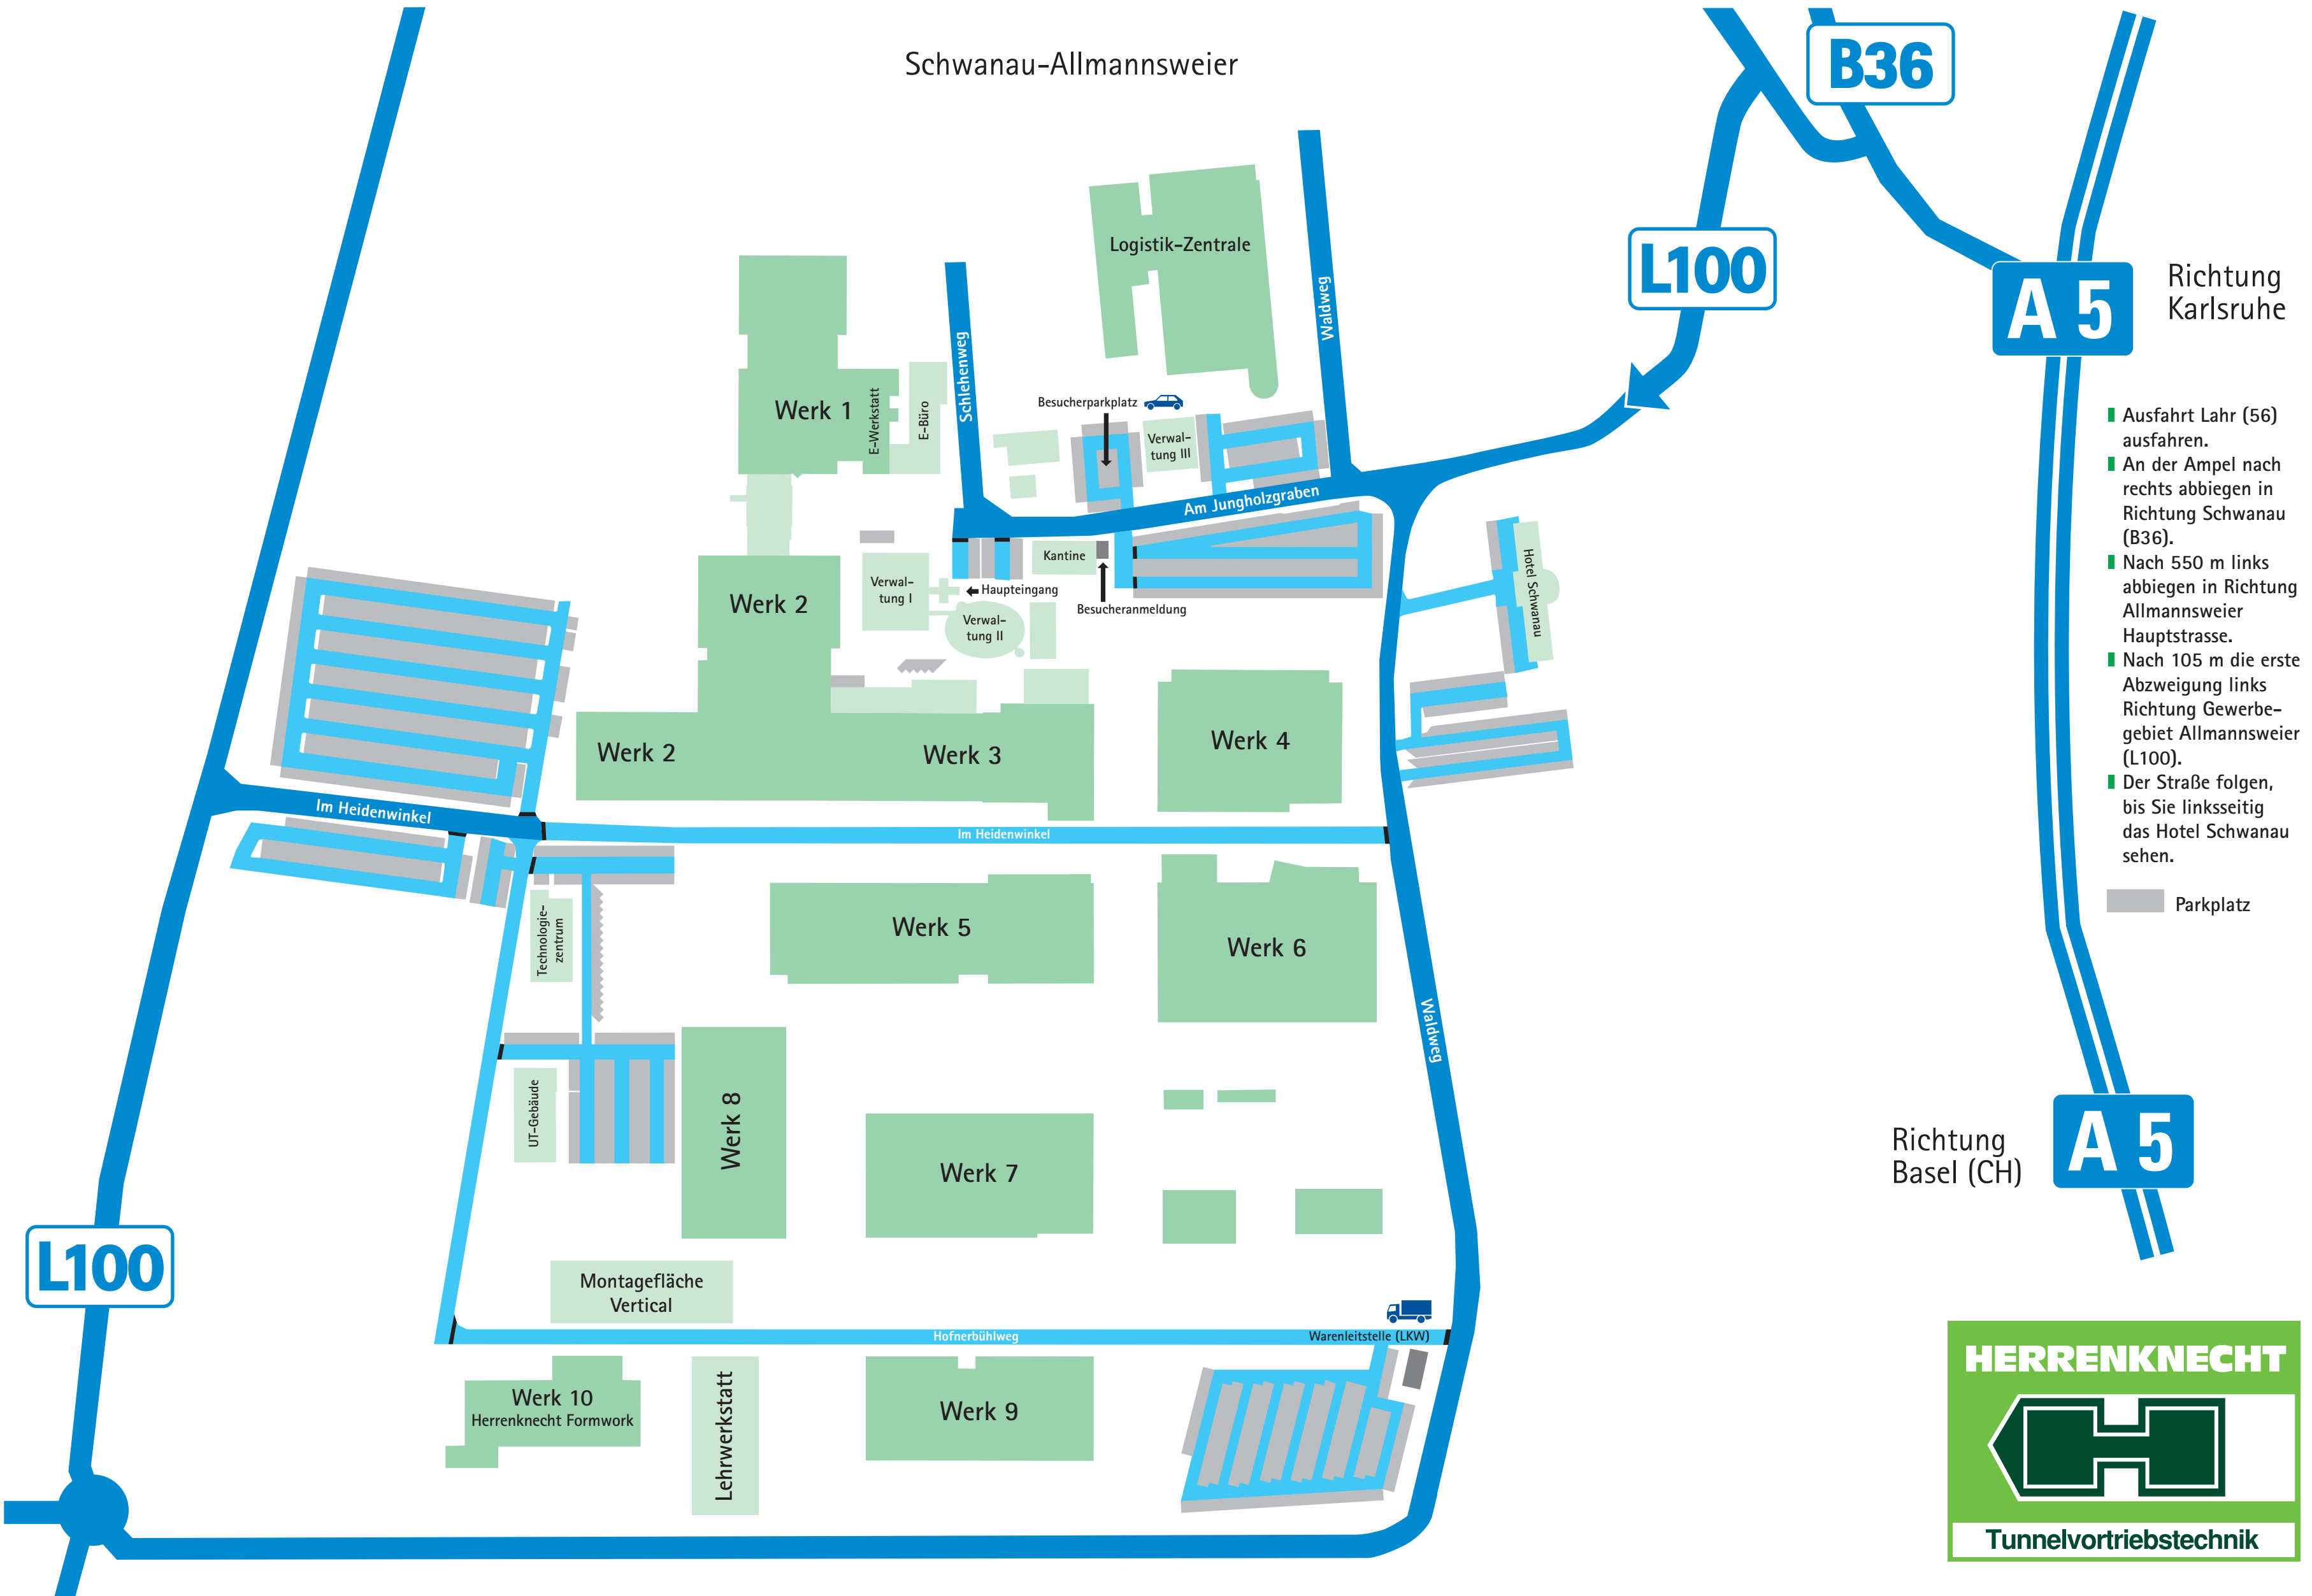 Schwanau-Allmannsweier
B36
L100
A 5
Richtung
Karlsruhe
Logistik-Zentrale
Waldweg
Schlehenweg
Werk 1
E-Werkstatt
E-Büro
Besucherparkplatz
Verwal-
tung III
Am Jungholzgraben
Kantine
Verwal-
tung I
Haupteingang
Besucheranmeldung
Verwal-
tung II
Hotel Schwanau
Werk 2
Werk 2
Werk 3
Werk 4
Im Heidenwinkel
Im Heidenwinkel
Technologie-
zentrum
Werk 5
Werk 6
Waldweg
UT-Gebäude
Werk 8
Werk 7
Montagefläche
Vertical
Hofnerbühlweg
Warenleitstelle (LKW)
Werk 10
Herrenknecht Formwork
Lehrwerkstatt
Werk 9
L100
Ausfahrt Lahr (56)
ausfahren.
An der Ampel nach
rechts abbiegen in
Richtung Schwanau
(B36).
Nach 550 m links
abbiegen in Richtung
Allmannsweier
Hauptstrasse.
Nach 105 m die erste
Abzweigung links
Richtung Gewerbe-
gebiet Allmannsweier
(L100).
Der Straße folgen,
bis Sie linksseitig
das Hotel Schwanau
sehen.
Parkplatz
Richtung
Basel (CH)
A 5
HERRENKNECHT
Tunnelvortriebstechnik